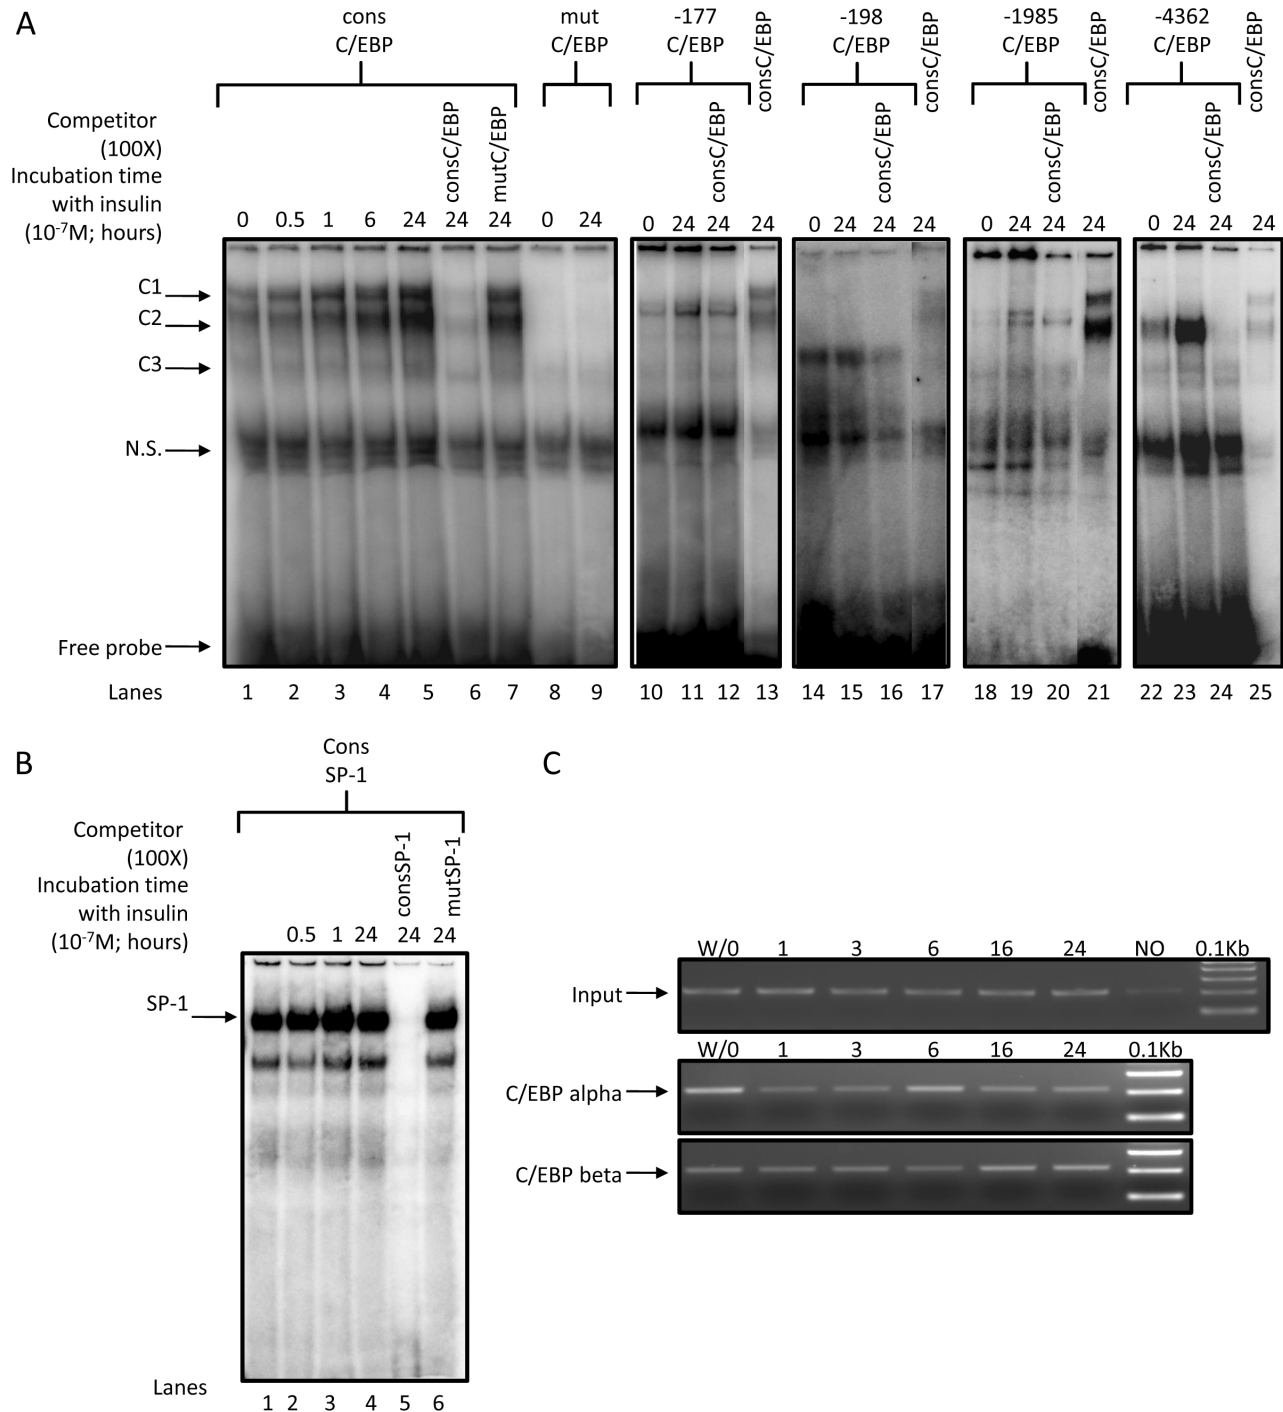 A
cons C/EBP
mut C/EBP
-177 C/EBP
consC/EBP
-198 C/EBP
consC/EBP
-1985 C/EBP
consC/EBP
-4362 C/EBP
consC/EBP
Competitor
(100X)
consC/EBP
mutC/EBP
consC/EBP
consC/EBP
consC/EBP
consC/EBP
Incubation time
with insulin
(10-7M; hours)
0 0.5 1 6 24 24 24 0 24 0 24 24 24 0 24 24 24 0 24 24 24 0 24 24 24
C1
C2
C3
N.S.
Free probe
Lanes 1 2 3 4 5 6 7 8 9 10 11 12 13 14 15 16 17 18 19 20 21 22 23 24 25
B
Cons
SP-1
Competitor
(100X)
consSP-1
mutSP-1
Incubation time
with insulin
(10-7M; hours)
0.5 1 24 24 24
SP-1
Lanes
1 2 3 4 5 6
C
W/0 1 3 6 16 24 NO 0.1Kb
Input
W/0 1 3 6 16 24 0.1Kb
C/EBP alpha
C/EBP beta